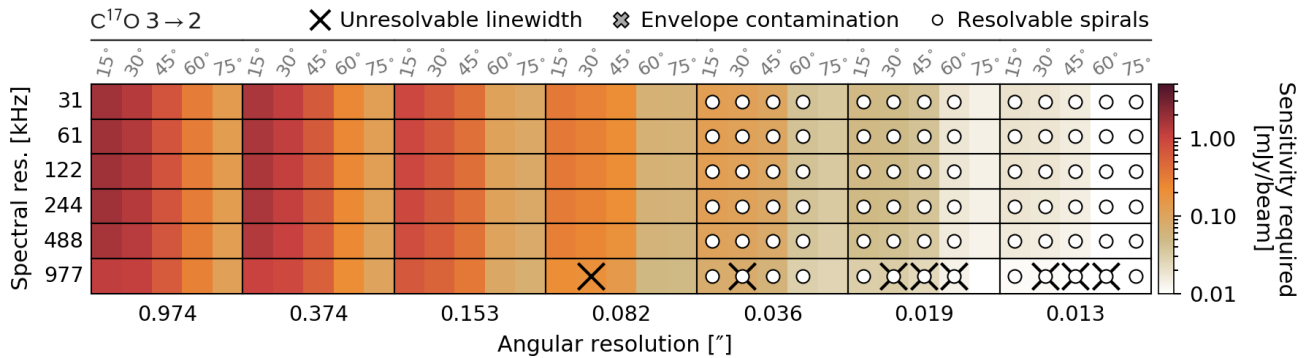 C¹⁷O 3→2 Unresolvable linewidth Envelope contamination Resolvable spirals
15° 30° 45° 60° 75° 15° 30° 45° 60° 75° 15° 30° 45° 60° 75° 15° 30° 45° 60° 75° 15° 30° 45° 60° 75° 15° 30° 45° 60° 75° 15° 30° 45° 60° 75°
Spectral res. [kHz]
31
61
122
244
488
977
0.974 0.374 0.153 0.082 0.036 0.019 0.013
Angular resolution [″]
1.00
0.10
0.01
Sensitivity required
[mJy/beam]